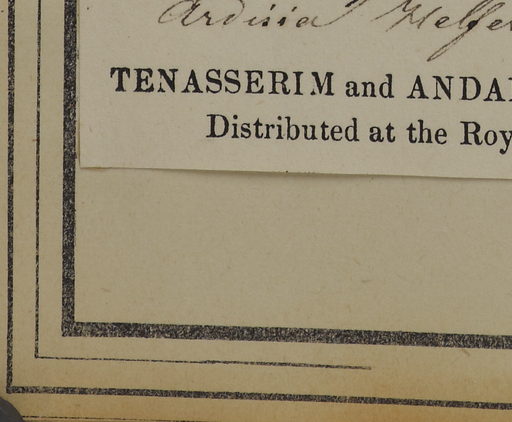 Ardisia Helfer
TENASSERIM and ANDA
Distributed at the Roy